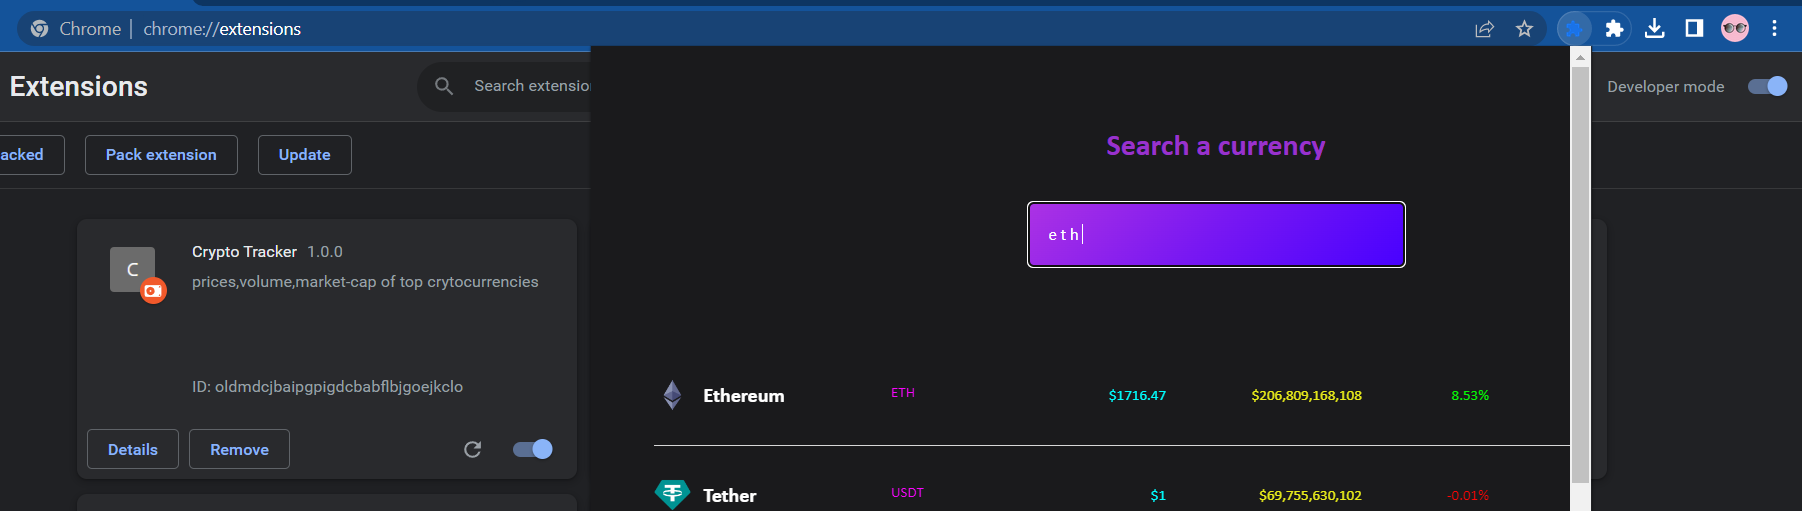 Chrome | chrome://extensions
Extensions
Search extensio
Developer mode
acked
Pack extension
Update
C
Crypto Tracker 1.0.0
prices,volume,market-cap of top crytocurrencies
ID: oldmdcjbaipgpigdcbabflbjgoejkclo
Details
Remove
Search a currency
eth
Ethereum ETH $1716.47 $206,809,168,108 8.53%
Tether USDT $1 $69,755,630,102 -0.01%